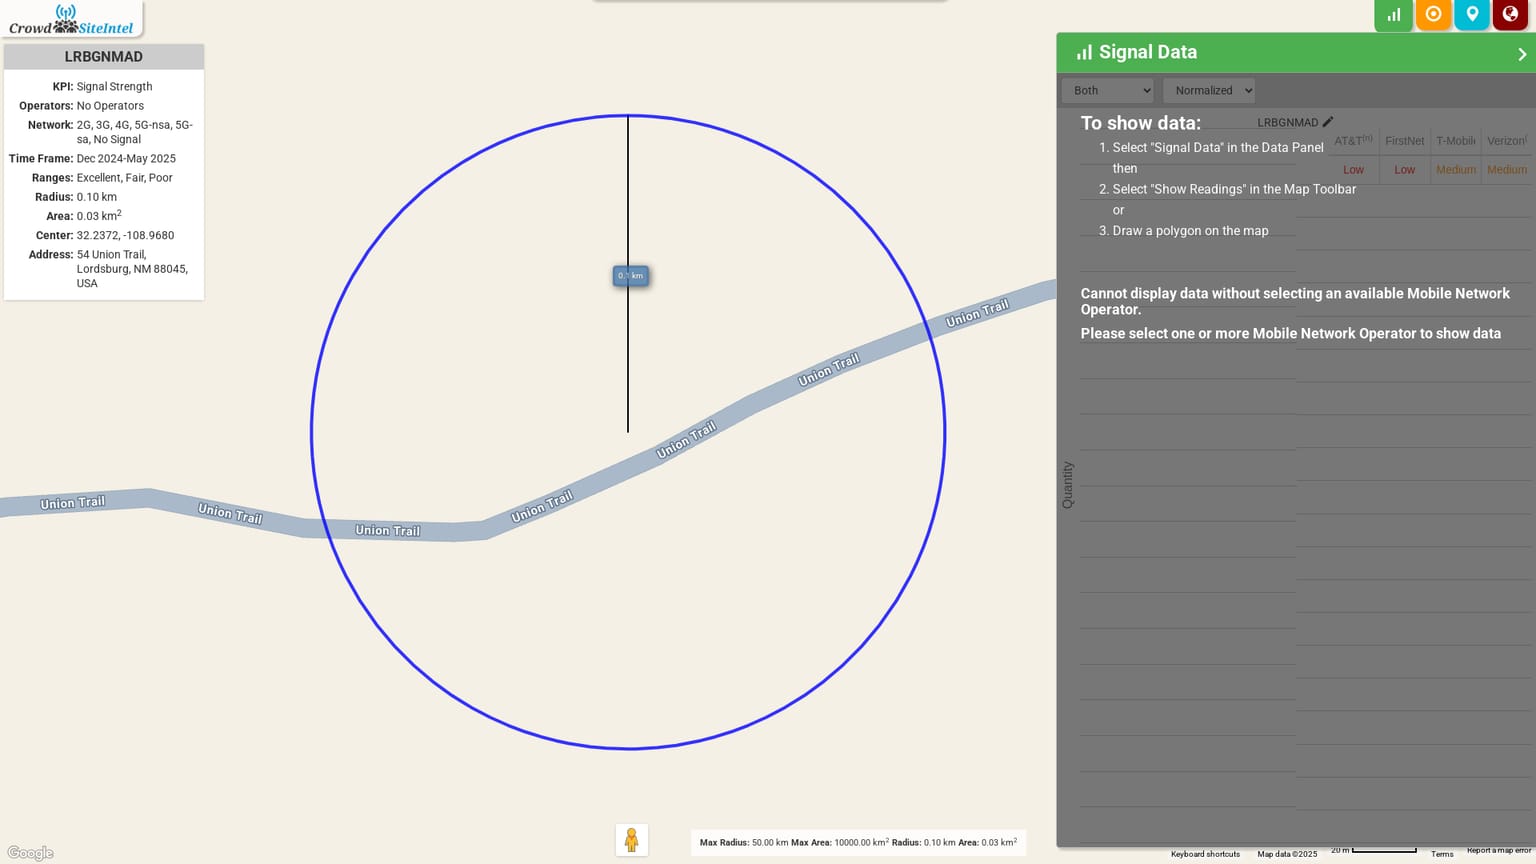 Crowd SiteIntel
LRBGNMAD
KPI: Signal Strength
Operators: No Operators
Network: 2G, 3G, 4G, 5G-nsa, 5G-
sa, No Signal
Time Frame: Dec 2024-May 2025
Ranges: Excellent, Fair, Poor
Radius: 0.10 km
Area: 0.03 km²
Center: 32.2372, -108.9680
Address: 54 Union Trail,
Lordsburg, NM 88045,
USA
0.1 km
Union Trail
Union Trail
Union Trail
Union Trail
Union Trail
Union Trail
Union Trail
Signal Data
Both
Normalized
To show data:
LRBGNMAD
1. Select "Signal Data" in the Data Panel
then
2. Select "Show Readings" in the Map Toolbar
or
3. Draw a polygon on the map
AT&T(n) FirstNet T-Mobile Verizon(
Low Low Medium Medium
Cannot display data without selecting an available Mobile Network
Operator.
Please select one or more Mobile Network Operator to show data
Quantity
Max Radius: 50.00 km Max Area: 10000.00 km² Radius: 0.10 km Area: 0.03 km²
Google
Keyboard shortcuts
Map data ©2025
20 m
Terms
Report a map error